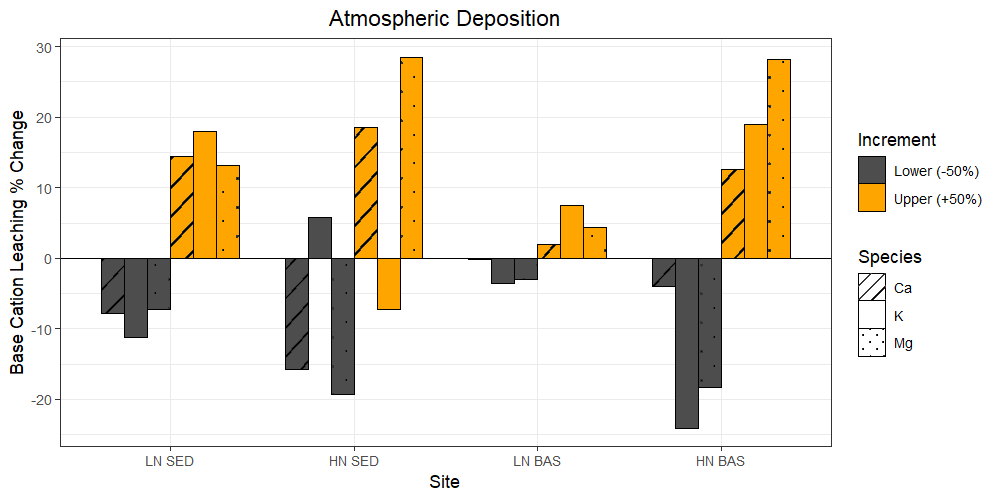 Atmospheric Deposition
Base Cation Leaching % Change
30
20
10
0
-10
-20
LN SED
HN SED
LN BAS
HN BAS
Site
Increment
Lower (-50%)
Upper (+50%)
Species
Ca
K
Mg